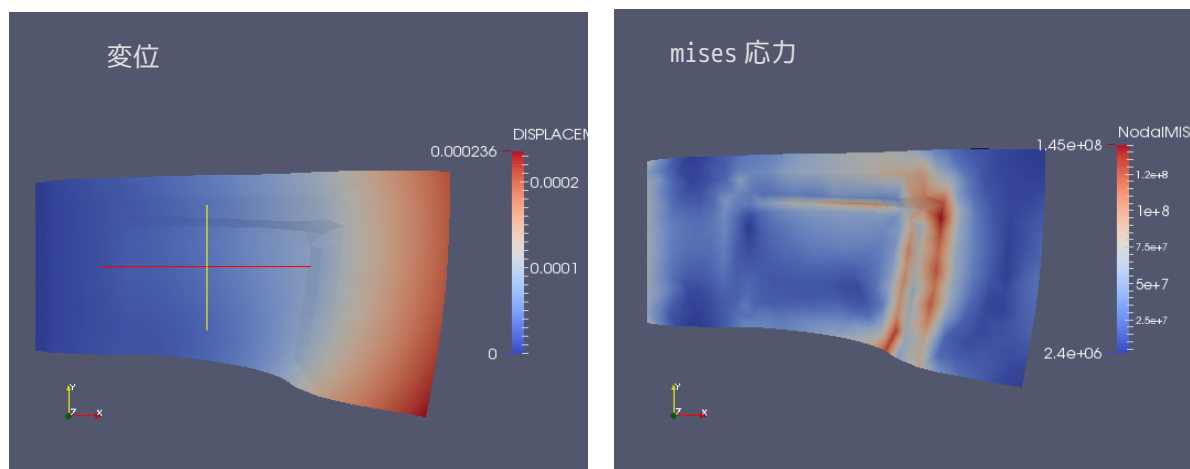 変位
DISPLACEM
0.000236
0.0002
0.0001
0
Y
Z
X
mises 応力
NodalMIS
1.45e+08
1.2e+8
1e+8
7.5e+7
5e+7
2.5e+7
2.4e+06
Y
Z
X